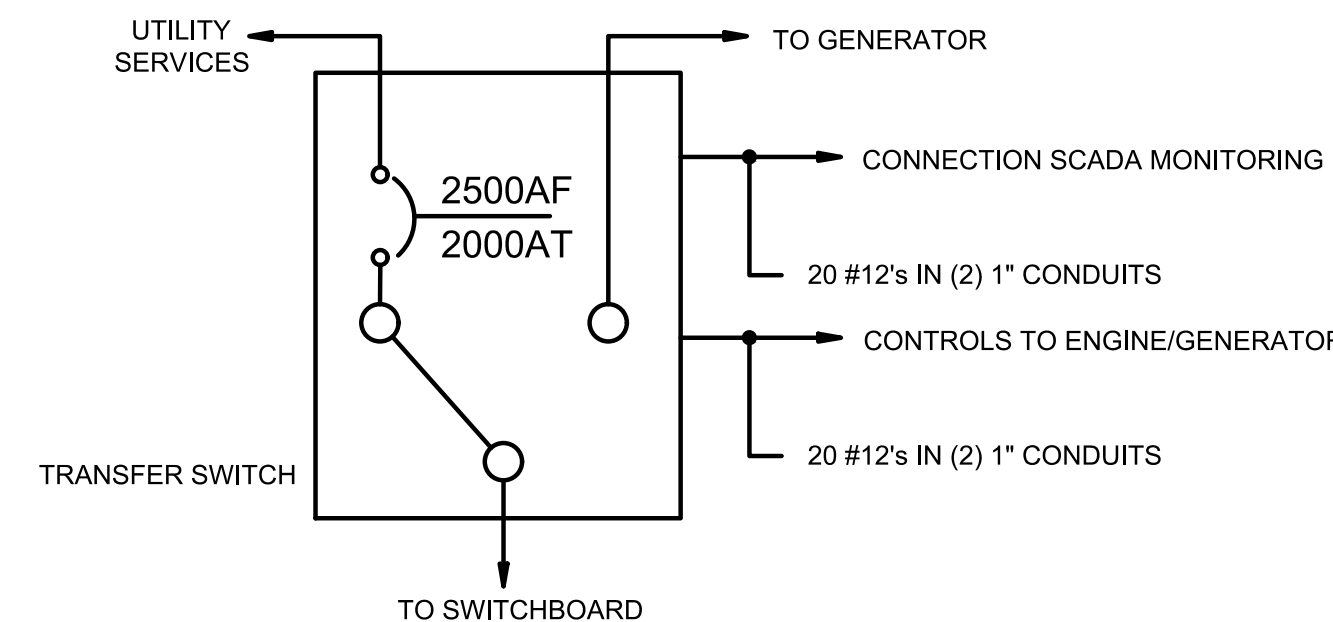 UTILITY
SERVICES
TO GENERATOR
CONNECTION SCADA MONITORING
2500AF
2000AT
20 #12's IN (2) 1" CONDUITS
CONTROLS TO ENGINE/GENERATOR
20 #12's IN (2) 1" CONDUITS
TRANSFER SWITCH
TO SWITCHBOARD